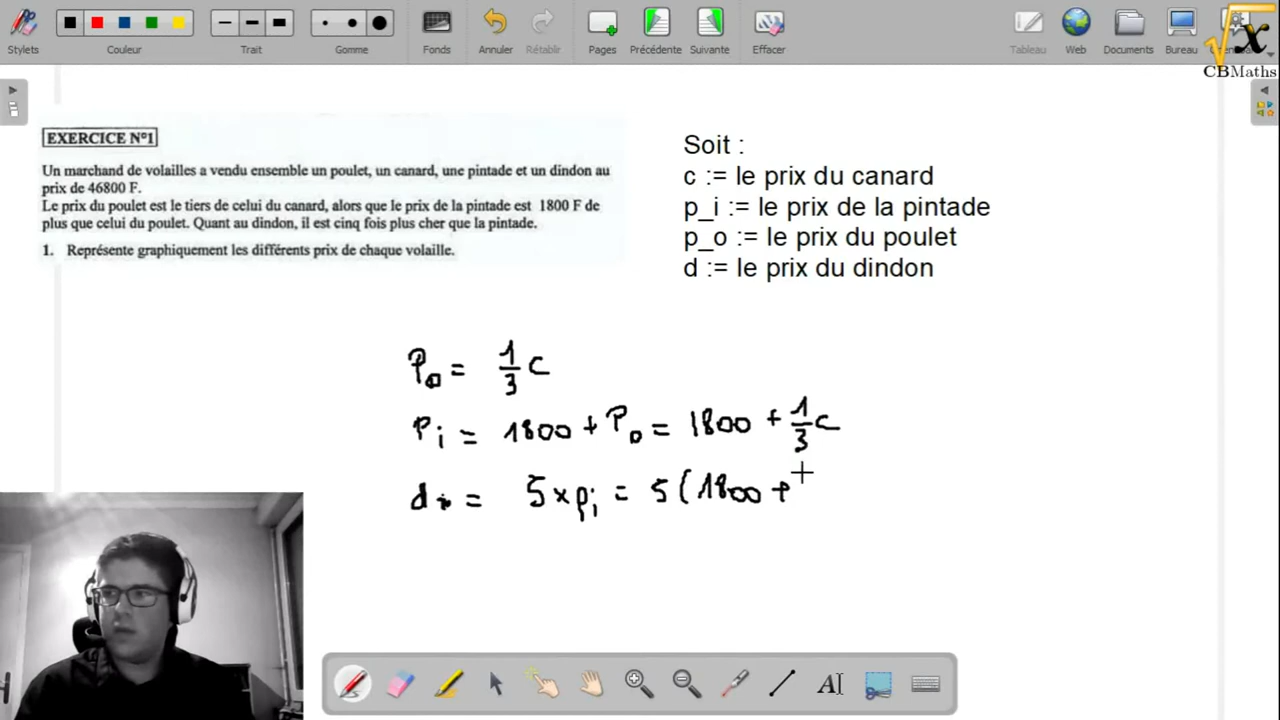 Stylets
Couleur
Trait
Gomme
Fonds
Annuler
Rétablir
Pages
Précédente
Suivante
Effacer
Tableau
Web
Documents
Bureau
CBMaths
EXERCICE N°1
Un marchand de volailles a vendu ensemble un poulet, un canard, une pintade et un dindon au
prix de 46800 F.
Le prix du poulet est le tiers de celui du canard, alors que le prix de la pintade est 1800 F de
plus que celui du poulet. Quant au dindon, il est cinq fois plus cher que la pintade.
1. Représente graphiquement les différents prix de chaque volaille.
Soit :
c := le prix du canard
p_i := le prix de la pintade
p_o := le prix du poulet
d := le prix du dindon
P_o = 1/3 c
P_i = 1800 + P_o = 1800 + 1/3 c
d = 5 × p_i = 5 ( 1800 +